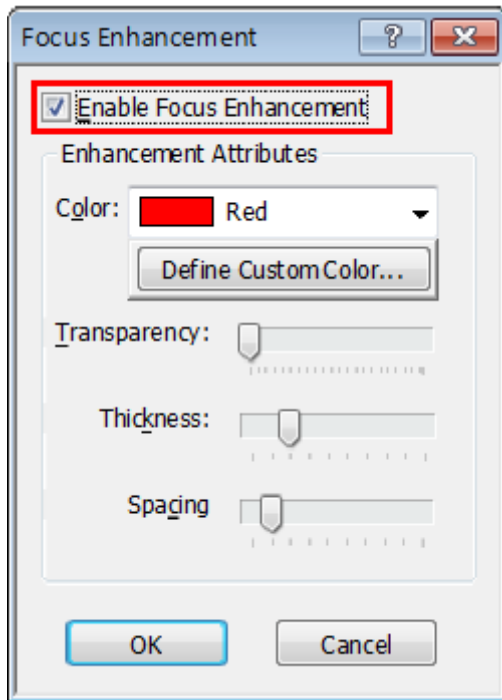 Focus Enhancement
Enable Focus Enhancement
Enhancement Attributes
Color: Red
Define Custom Color...
Transparency:
Thickness:
Spacing
OK Cancel